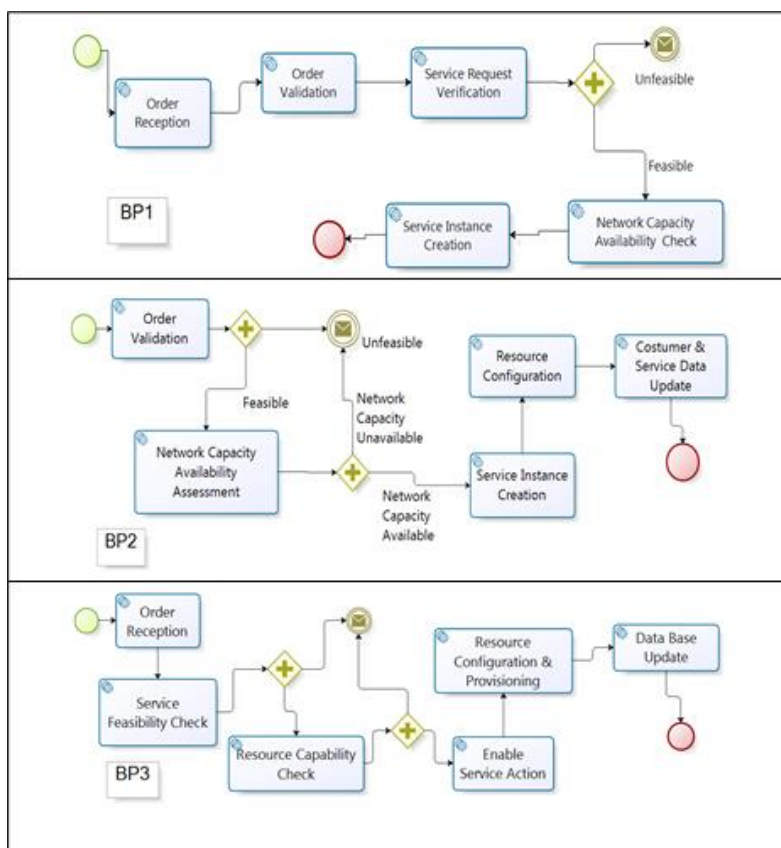 Order
Reception
Order
Validation
Service Request
Verification
Unfeasible
Feasible
Network Capacity
Availability Check
Service Instance
Creation
BP1
Order
Validation
Unfeasible
Feasible
Network
Capacity
Unavailable
Network Capacity
Availability
Assessment
Network
Capacity
Available
Service Instance
Creation
Resource
Configuration
Costumer &
Service Data
Update
BP2
Order
Reception
Service
Feasibility Check
Resource Capability
Check
Enable
Service Action
Resource
Configuration &
Provisioning
Data Base
Update
BP3